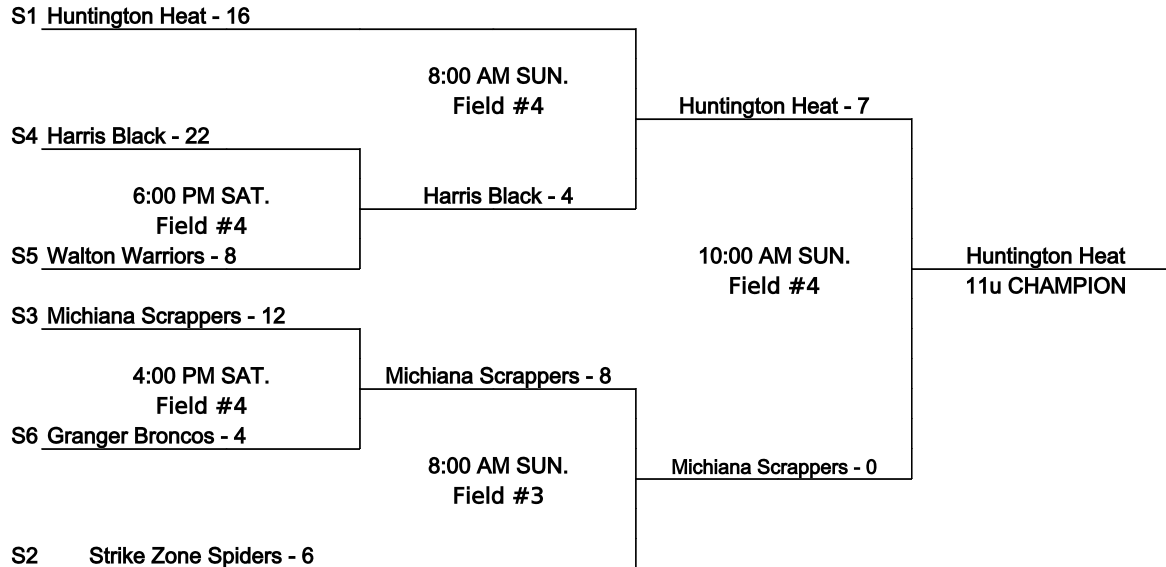 S1 Huntington Heat - 16
8:00 AM SUN.
Field #4
Huntington Heat - 7
S4 Harris Black - 22
6:00 PM SAT.
Field #4
Harris Black - 4
S5 Walton Warriors - 8
10:00 AM SUN.
Field #4
Huntington Heat
11u CHAMPION
S3 Michiana Scrappers - 12
4:00 PM SAT.
Field #4
Michiana Scrappers - 8
S6 Granger Broncos - 4
8:00 AM SUN.
Field #3
Michiana Scrappers - 0
S2 Strike Zone Spiders - 6